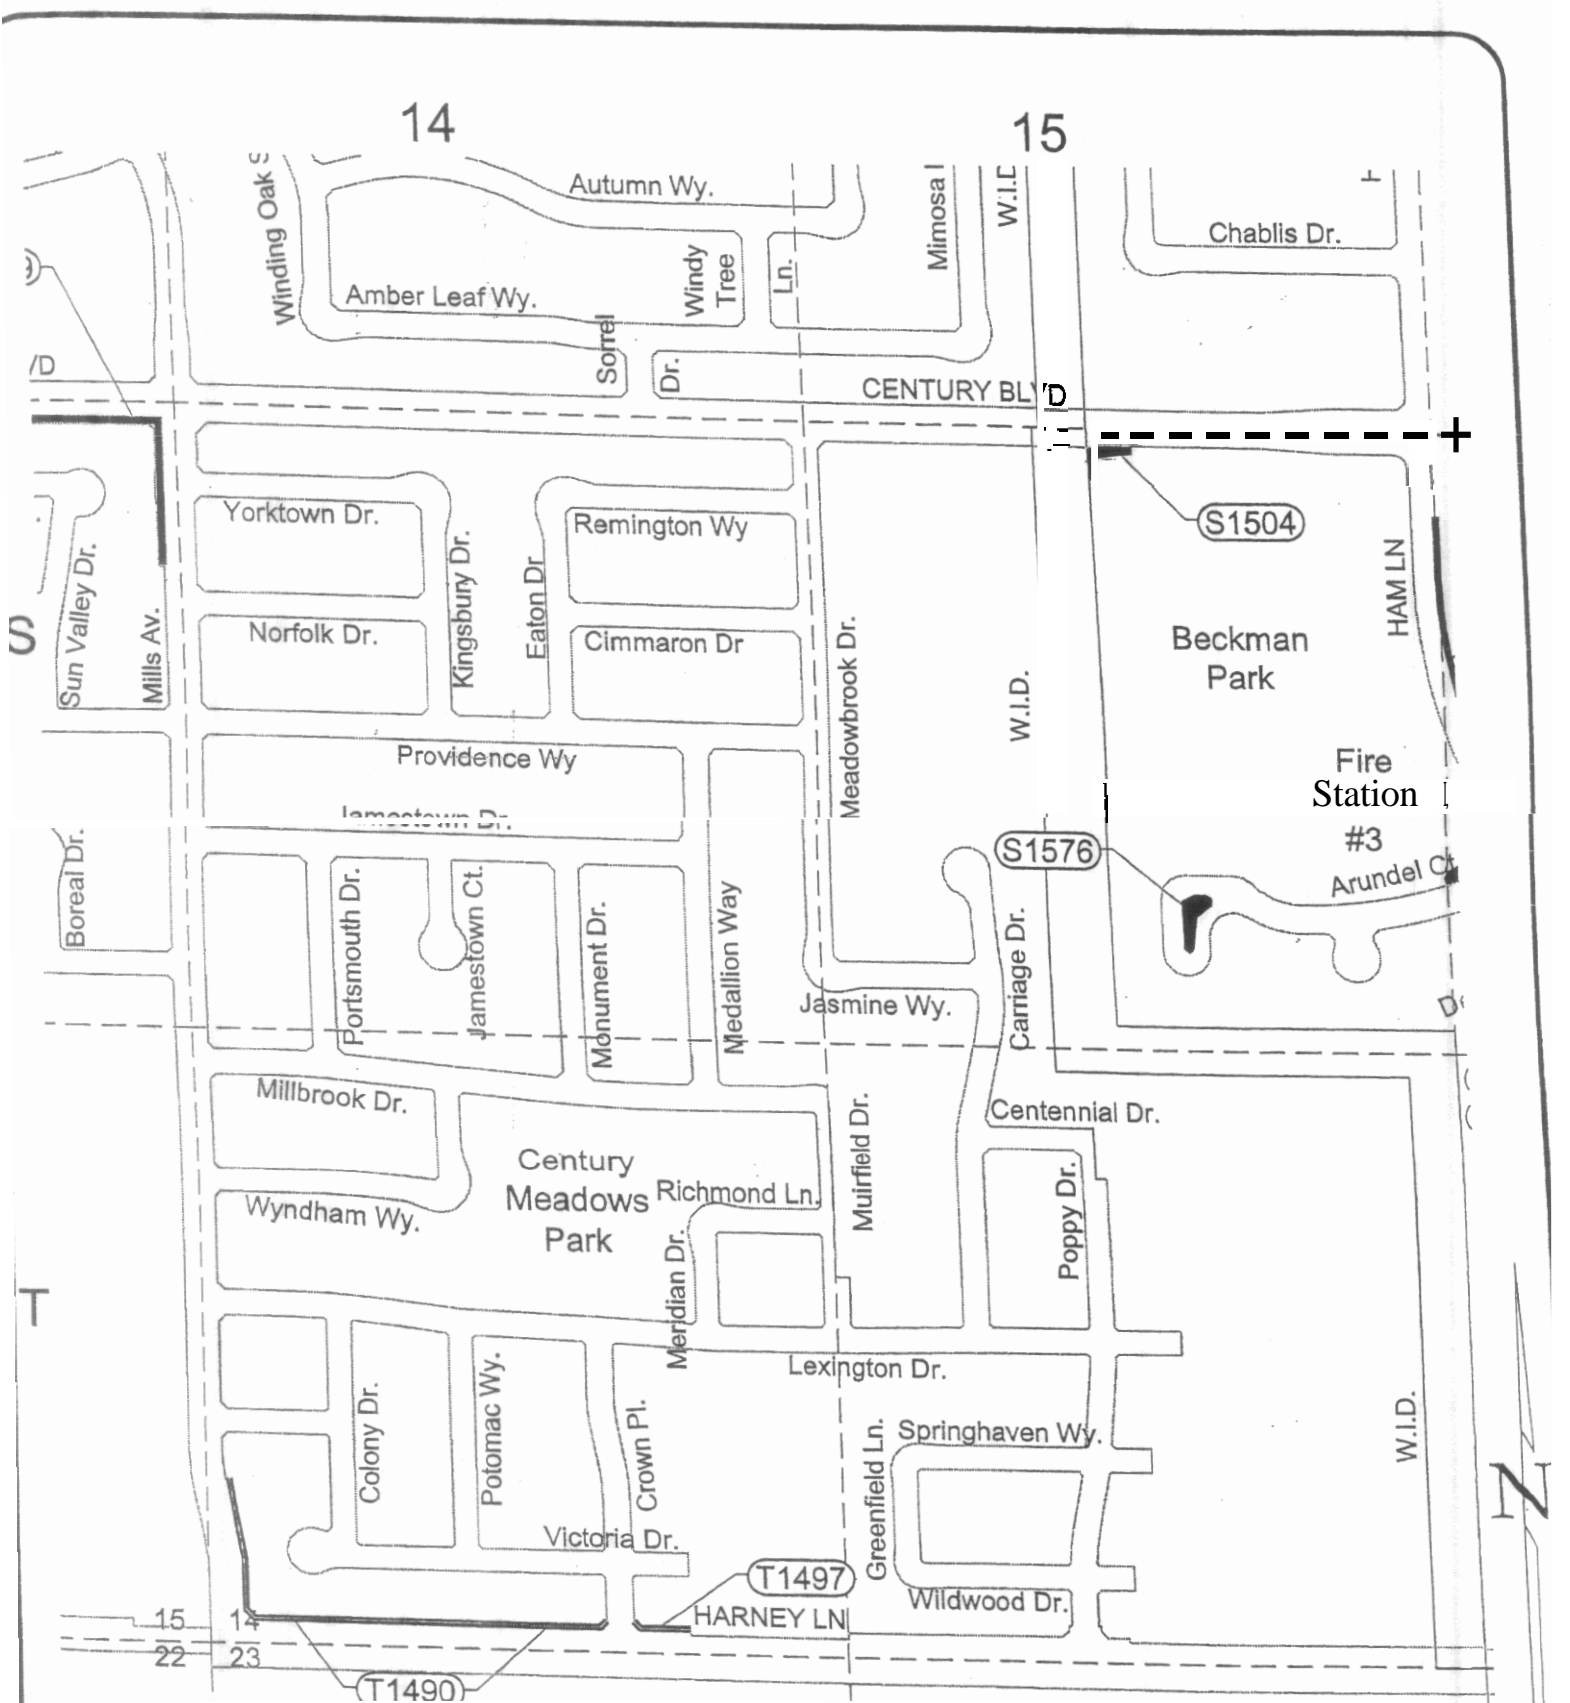 14
15
Autumn Wy.
Winding Oak
Mimosa
W.I.D
Chablis Dr.
Windy
Tree
Ln.
Amber Leaf Wy.
Sorrel
Dr.
VD
CENTURY BLVD
Yorktown Dr.
Remington Wy
S1504
Sun Valley Dr.
Mills Av.
Norfolk Dr.
Kingsbury Dr.
Eaton Dr
Cimmaron Dr
Meadowbrook Dr.
W.I.D.
HAM LN
Beckman
Park
S
Providence Wy
Fire
Station
#3
Jamestown Dr.
Boreal Dr.
Portsmouth Dr.
Jamestown Ct.
Monument Dr.
Medallion Way
S1576
Arundel Ct
Carriage Dr.
Jasmine Wy.
Millbrook Dr.
Centennial Dr.
Century
Meadows
Park
Richmond Ln.
Muirfield Dr.
Poppy Dr.
Wyndham Wy.
Meridian Dr.
T
Lexington Dr.
Colony Dr.
Potomac Wy.
Crown Pl.
Greenfield Ln.
Springhaven Wy.
W.I.D.
N
Victoria Dr.
T1497
Wildwood Dr.
HARNEY LN
15 14
22 23
T1490